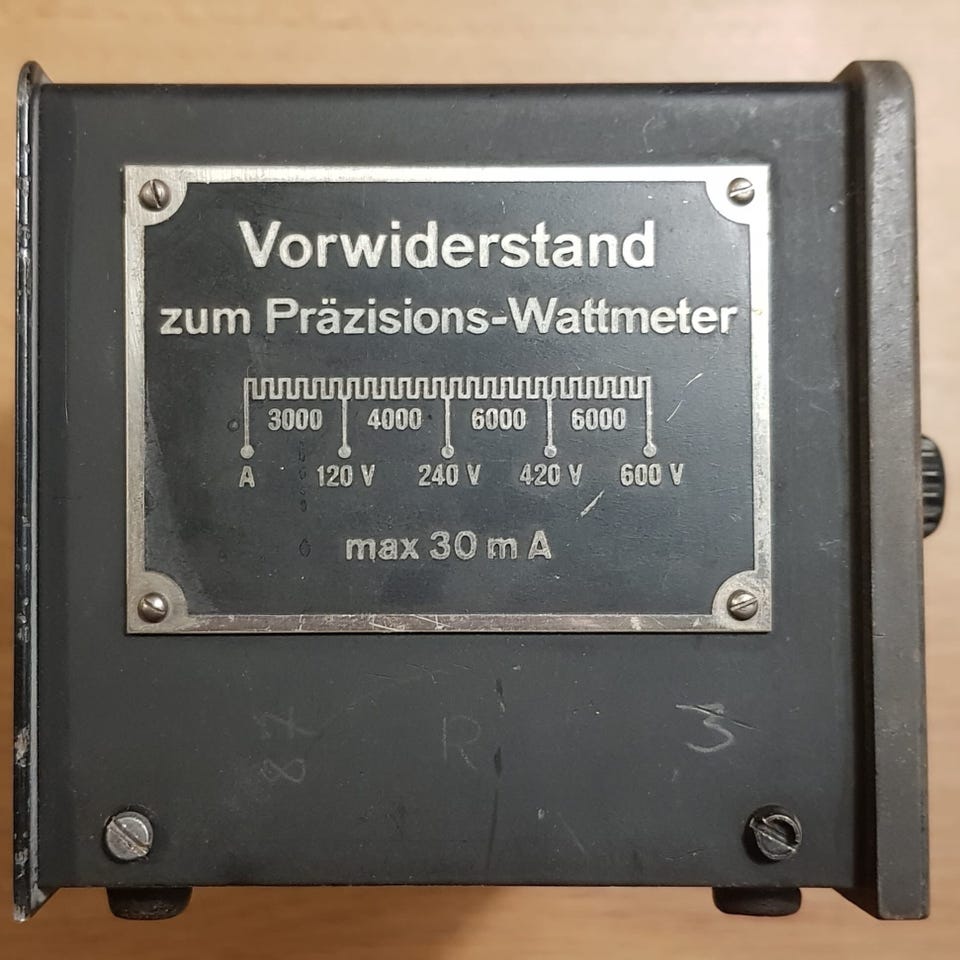 Vorwiderstand
zum Präzisions-Wattmeter
3000 4000 6000 6000
A 120 V 240 V 420 V 600 V
max 30 m A
R 3